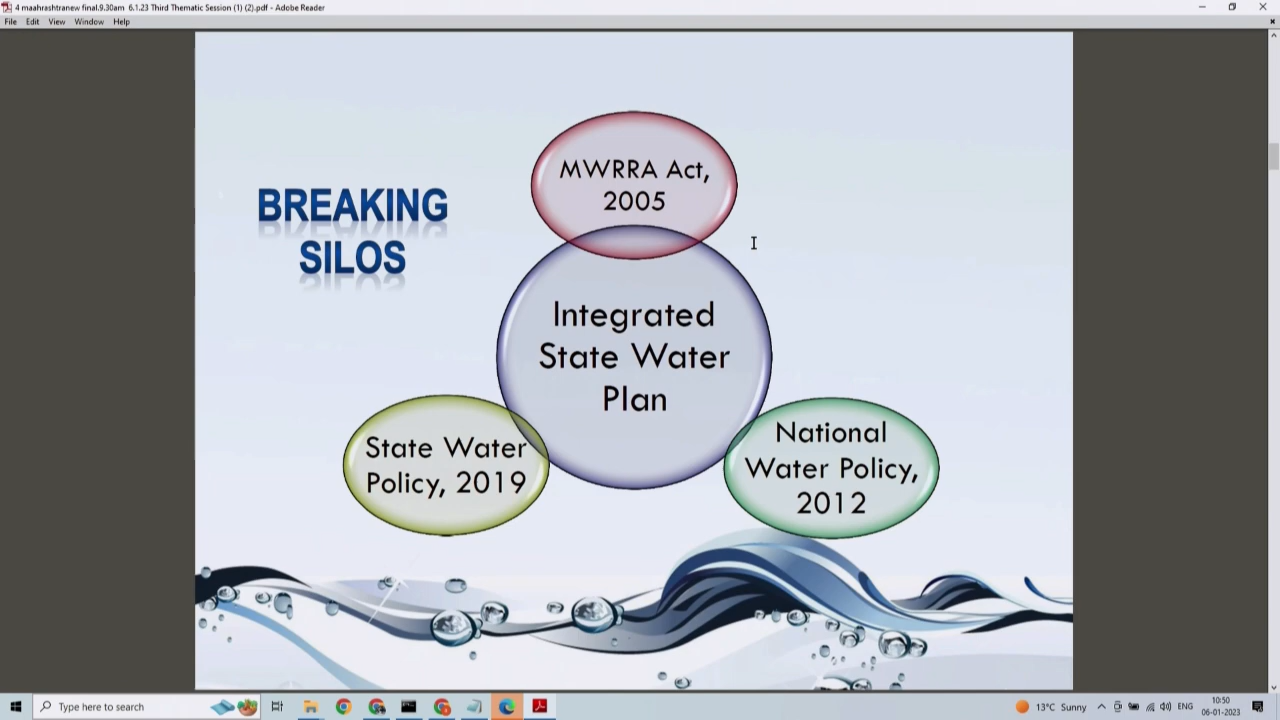 4 maahrashtranew final.9.30am 6.1.23 Third Thematic Session (1) (2).pdf - Adobe Reader
File Edit View Window Help
BREAKING
SILOS
MWRRA Act,
2005
Integrated
State Water
Plan
State Water
Policy, 2019
National
Water Policy,
2012
Type here to search
13°C Sunny
ENG
10:50
06-01-2023